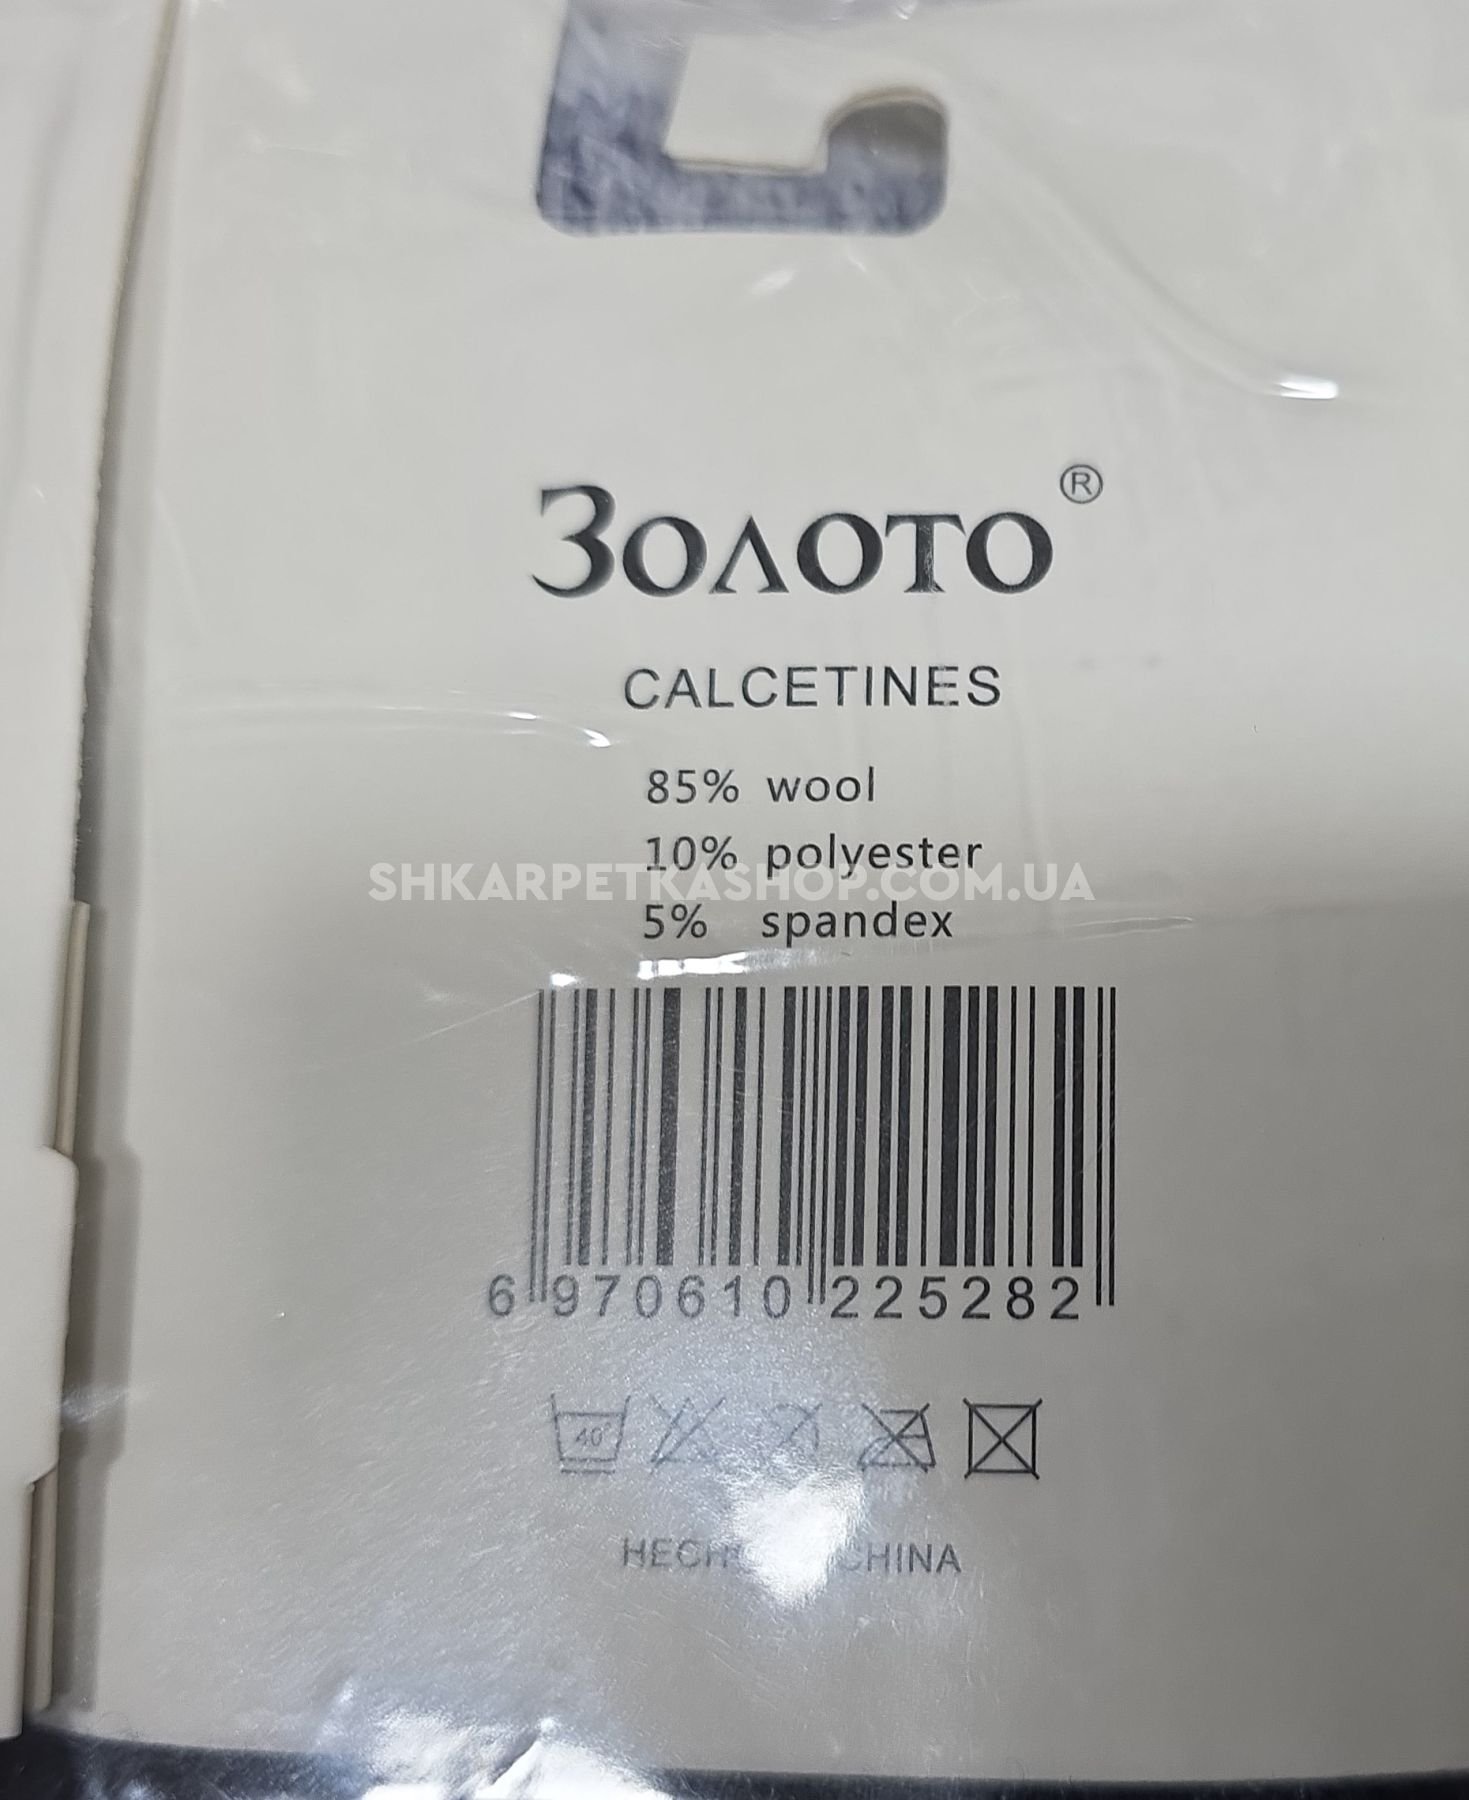 Золото ®
CALCETINES
85% wool
10% polyester
SHKARPETKASHOP.COM.UA
5% spandex
6 970610 225282
40°
CHINA